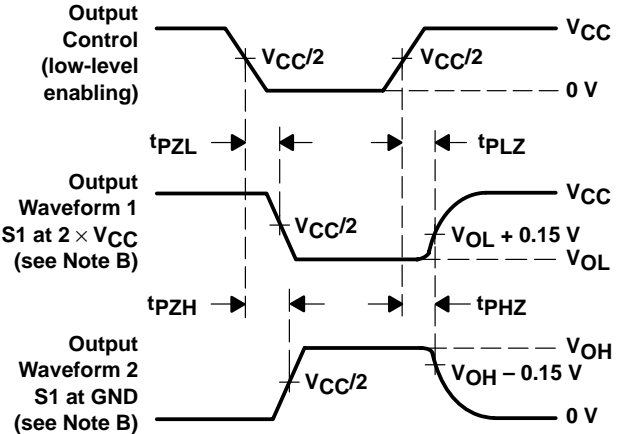 Output
Control
(low-level
enabling)
VCC/2
VCC/2
VCC
0 V
tPZL
tPLZ
Output
Waveform 1
S1 at 2 × VCC
(see Note B)
VCC/2
VCC
VOL + 0.15 V
VOL
tPZH
tPHZ
Output
Waveform 2
S1 at GND
(see Note B)
VCC/2
VOH
VOH – 0.15 V
0 V